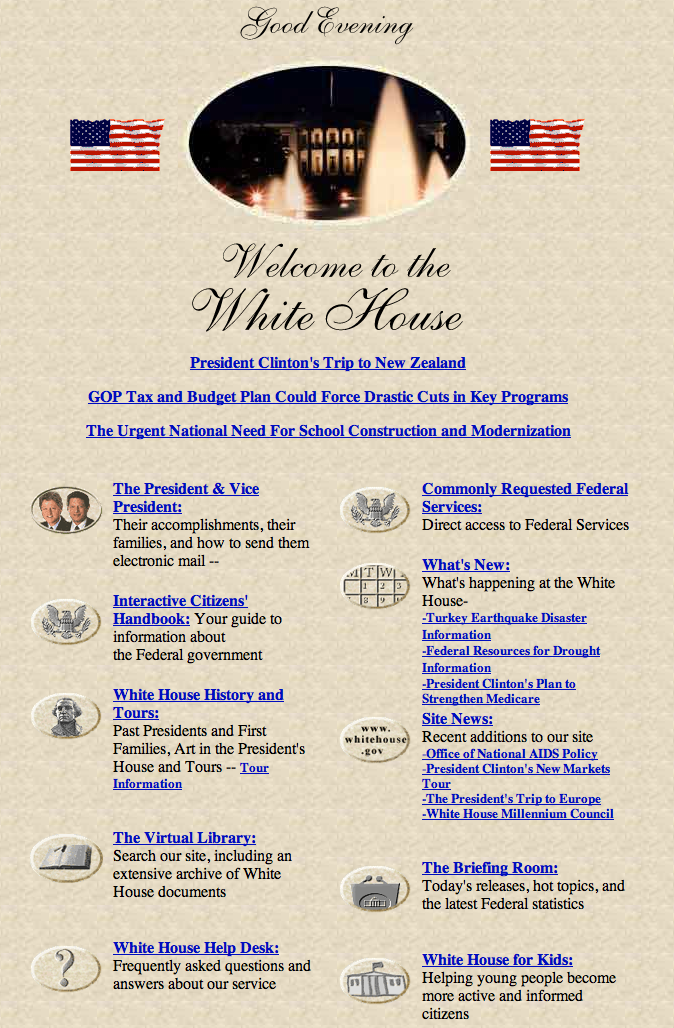 Good Evening
Welcome to the
White House
President Clinton's Trip to New Zealand
GOP Tax and Budget Plan Could Force Drastic Cuts in Key Programs
The Urgent National Need For School Construction and Modernization
The President & Vice
President:
Their accomplishments, their
families, and how to send them
electronic mail --
Interactive Citizens'
Handbook: Your guide to
information about
the Federal government
White House History and
Tours:
Past Presidents and First
Families, Art in the President's
House and Tours -- Tour
Information
The Virtual Library:
Search our site, including an
extensive archive of White
House documents
White House Help Desk:
Frequently asked questions and
answers about our service
?
Commonly Requested Federal
Services:
Direct access to Federal Services
M T W
1 2 3
8 9
What's New:
What's happening at the White
House-
-Turkey Earthquake Disaster
Information
-Federal Resources for Drought
Information
-President Clinton's Plan to
Strengthen Medicare
www.
whitehouse
.gov
Site News:
Recent additions to our site
-Office of National AIDS Policy
-President Clinton's New Markets
Tour
-The President's Trip to Europe
-White House Millennium Council
The Briefing Room:
Today's releases, hot topics, and
the latest Federal statistics
White House for Kids:
Helping young people become
more active and informed
citizens